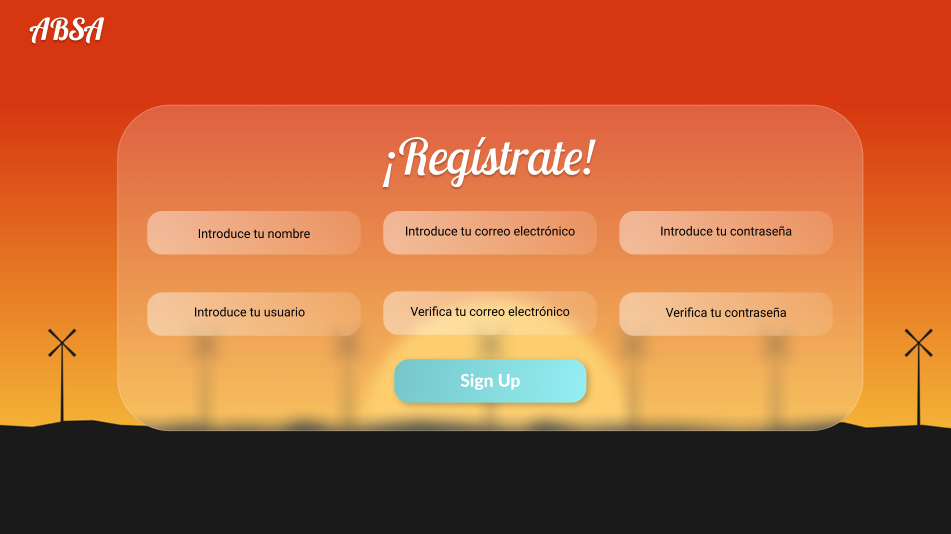 ABSA
¡Regístrate!
Introduce tu nombre
Introduce tu correo electrónico
Introduce tu contraseña
Introduce tu usuario
Verifica tu correo electrónico
Verifica tu contraseña
Sign Up